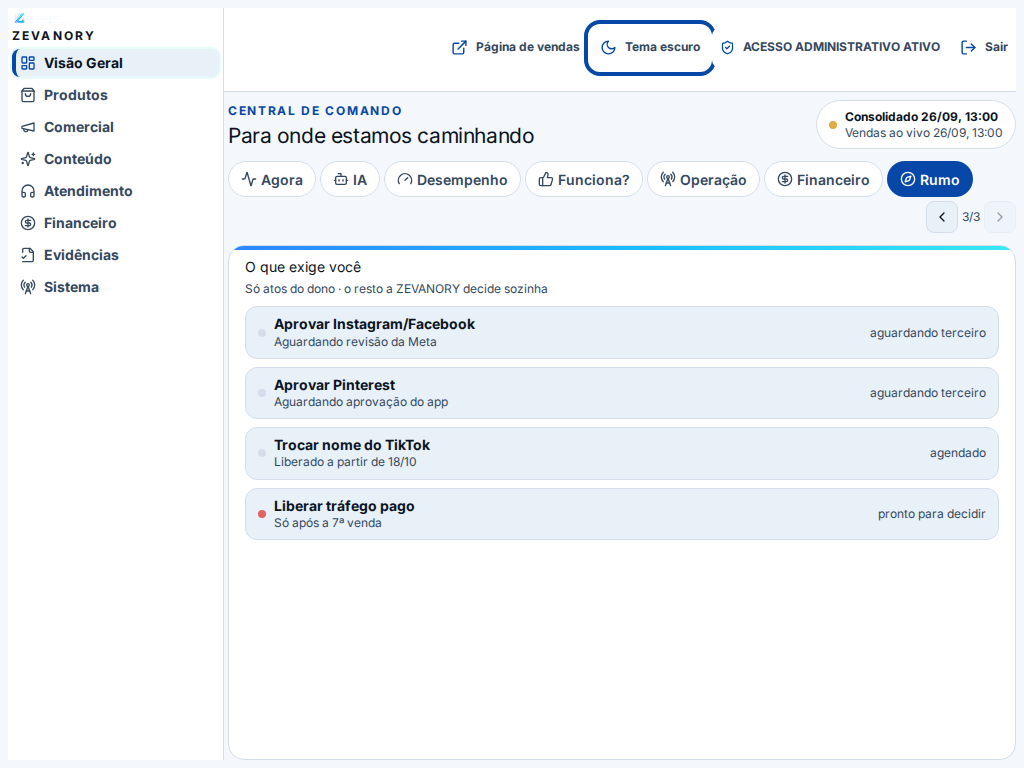 ZEVANORY
Visão Geral
Produtos
Comercial
Conteúdo
Atendimento
Financeiro
Evidências
Sistema
Página de vendas
Tema escuro
ACESSO ADMINISTRATIVO ATIVO
Sair
CENTRAL DE COMANDO
Para onde estamos caminhando
Consolidado 26/09, 13:00
Vendas ao vivo 26/09, 13:00
Agora
IA
Desempenho
Funciona?
Operação
Financeiro
Rumo
3/3
O que exige você
Só atos do dono · o resto a ZEVANORY decide sozinha
Aprovar Instagram/Facebook
Aguardando revisão da Meta
aguardando terceiro
Aprovar Pinterest
Aguardando aprovação do app
aguardando terceiro
Trocar nome do TikTok
Liberado a partir de 18/10
agendado
Liberar tráfego pago
Só após a 7ª venda
pronto para decidir